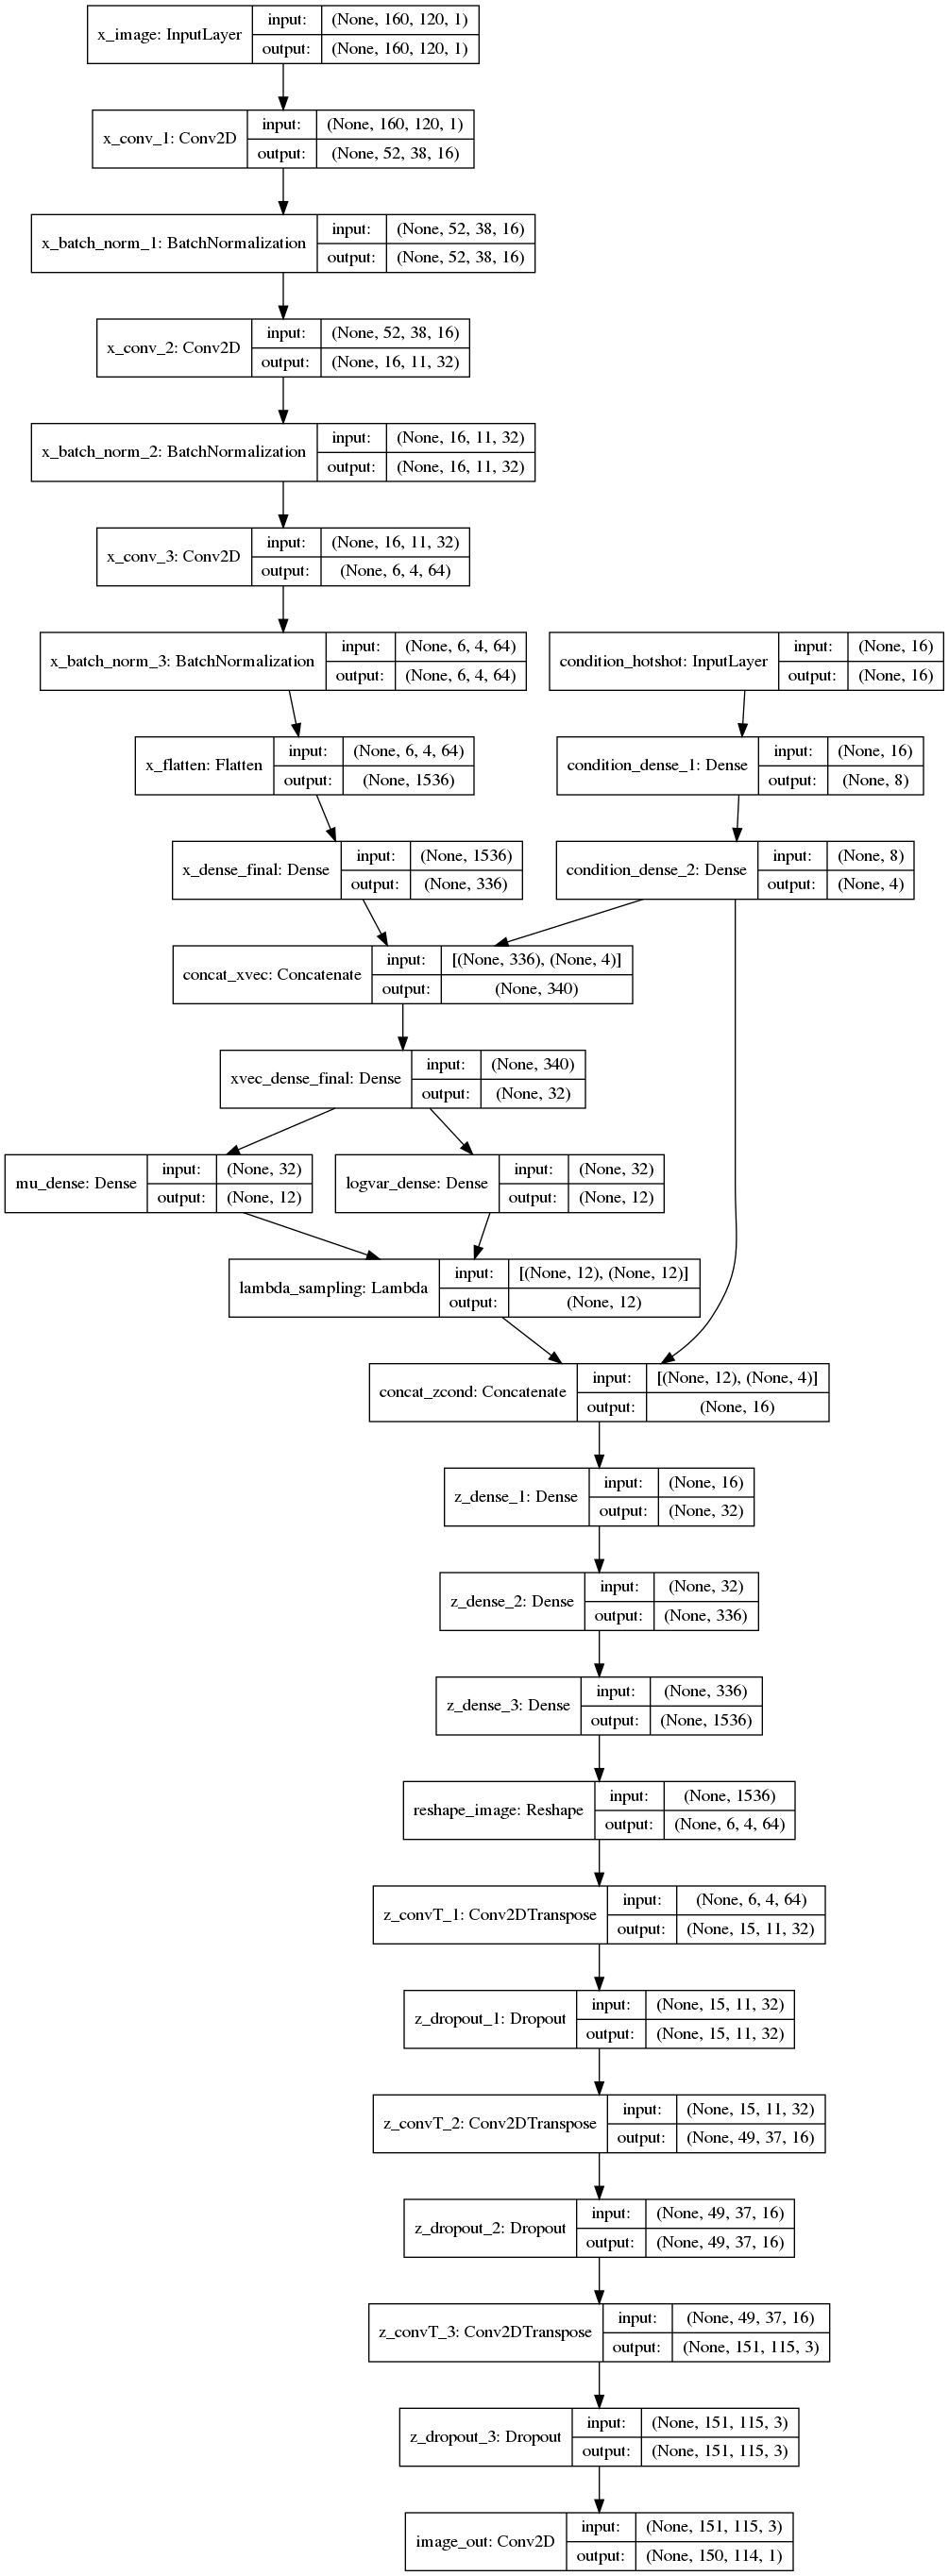 x_image: InputLayer
input: (None, 160, 120, 1)
output: (None, 160, 120, 1)
x_conv_1: Conv2D
input: (None, 160, 120, 1)
output: (None, 52, 38, 16)
x_batch_norm_1: BatchNormalization
input: (None, 52, 38, 16)
output: (None, 52, 38, 16)
x_conv_2: Conv2D
input: (None, 52, 38, 16)
output: (None, 16, 11, 32)
x_batch_norm_2: BatchNormalization
input: (None, 16, 11, 32)
output: (None, 16, 11, 32)
x_conv_3: Conv2D
input: (None, 16, 11, 32)
output: (None, 6, 4, 64)
x_batch_norm_3: BatchNormalization
input: (None, 6, 4, 64)
output: (None, 6, 4, 64)
condition_hotshot: InputLayer
input: (None, 16)
output: (None, 16)
x_flatten: Flatten
input: (None, 6, 4, 64)
output: (None, 1536)
condition_dense_1: Dense
input: (None, 16)
output: (None, 8)
x_dense_final: Dense
input: (None, 1536)
output: (None, 336)
condition_dense_2: Dense
input: (None, 8)
output: (None, 4)
concat_xvec: Concatenate
input: [(None, 336), (None, 4)]
output: (None, 340)
xvec_dense_final: Dense
input: (None, 340)
output: (None, 32)
mu_dense: Dense
input: (None, 32)
output: (None, 12)
logvar_dense: Dense
input: (None, 32)
output: (None, 12)
lambda_sampling: Lambda
input: [(None, 12), (None, 12)]
output: (None, 12)
concat_zcond: Concatenate
input: [(None, 12), (None, 4)]
output: (None, 16)
z_dense_1: Dense
input: (None, 16)
output: (None, 32)
z_dense_2: Dense
input: (None, 32)
output: (None, 336)
z_dense_3: Dense
input: (None, 336)
output: (None, 1536)
reshape_image: Reshape
input: (None, 1536)
output: (None, 6, 4, 64)
z_convT_1: Conv2DTranspose
input: (None, 6, 4, 64)
output: (None, 15, 11, 32)
z_dropout_1: Dropout
input: (None, 15, 11, 32)
output: (None, 15, 11, 32)
z_convT_2: Conv2DTranspose
input: (None, 15, 11, 32)
output: (None, 49, 37, 16)
z_dropout_2: Dropout
input: (None, 49, 37, 16)
output: (None, 49, 37, 16)
z_convT_3: Conv2DTranspose
input: (None, 49, 37, 16)
output: (None, 151, 115, 3)
z_dropout_3: Dropout
input: (None, 151, 115, 3)
output: (None, 151, 115, 3)
image_out: Conv2D
input: (None, 151, 115, 3)
output: (None, 150, 114, 1)